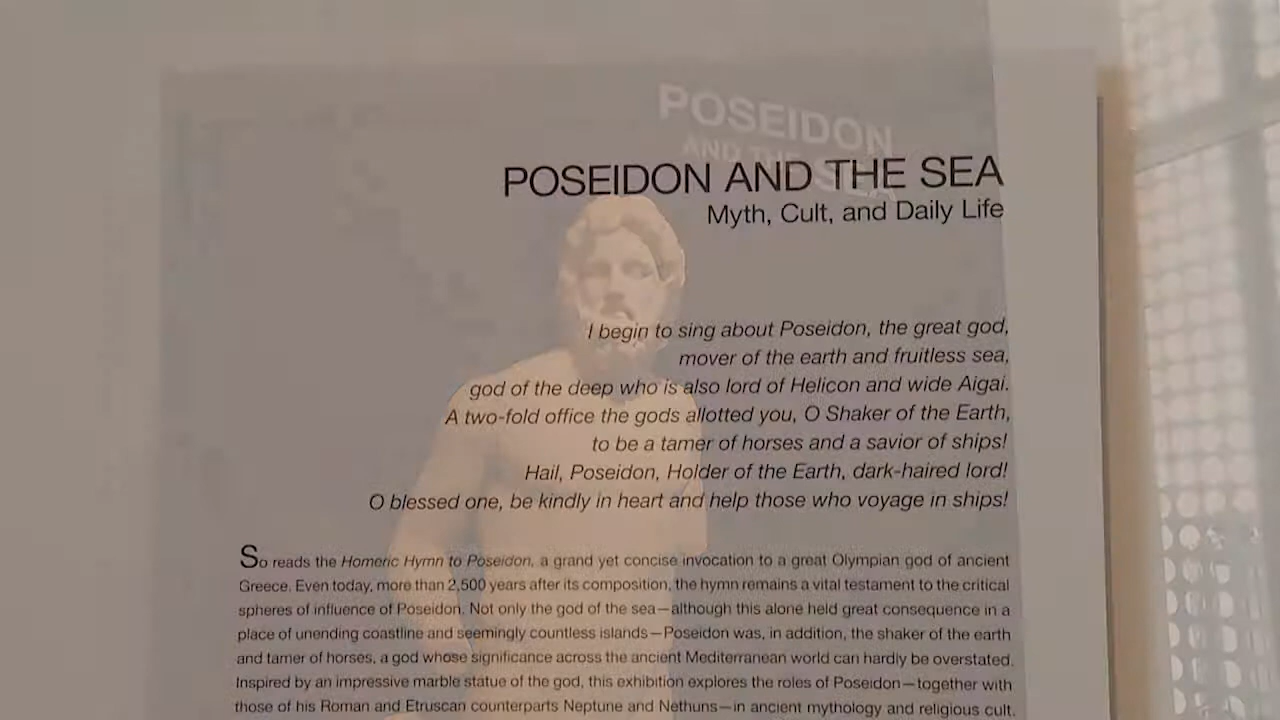 POSEIDON
AND THE
SEA
POSEIDON AND THE SEA
Myth, Cult, and Daily Life
I begin to sing about Poseidon, the great god,
mover of the earth and fruitless sea,
god of the deep who is also lord of Helicon and wide Aigai.
A two-fold office the gods allotted you, O Shaker of the Earth,
to be a tamer of horses and a savior of ships!
Hail, Poseidon, Holder of the Earth, dark-haired lord!
O blessed one, be kindly in heart and help those who voyage in ships!
So reads the Homeric Hymn to Poseidon, a grand yet concise invocation to a great Olympian god of ancient
Greece. Even today, more than 2,500 years after its composition, the hymn remains a vital testament to the critical
spheres of influence of Poseidon. Not only the god of the sea—although this alone held great consequence in a
place of unending coastline and seemingly countless islands—Poseidon was, in addition, the shaker of the earth
and tamer of horses, a god whose significance across the ancient Mediterranean world can hardly be overstated.
Inspired by an impressive marble statue of the god, this exhibition explores the roles of Poseidon—together with
those of his Roman and Etruscan counterparts Neptune and Nethuns—in ancient mythology and religious cult.